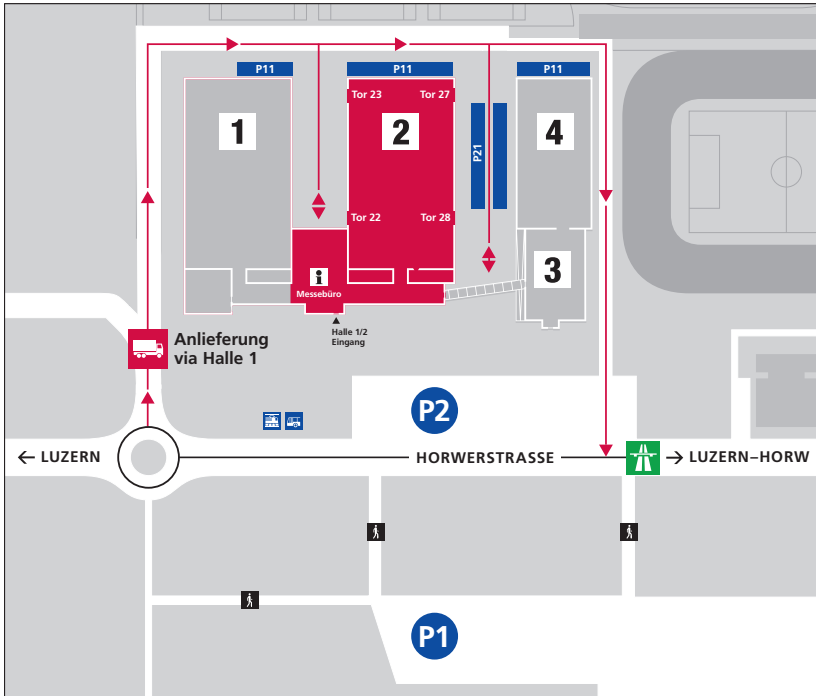 P11
P11
P11
Tor 23
Tor 27
1
2
4
P21
Tor 22
Tor 28
3
i
Messebüro
Halle 1/2
Eingang
Anlieferung
via Halle 1
P2
← LUZERN
HORWERSTRASSE
→ LUZERN–HORW
P1